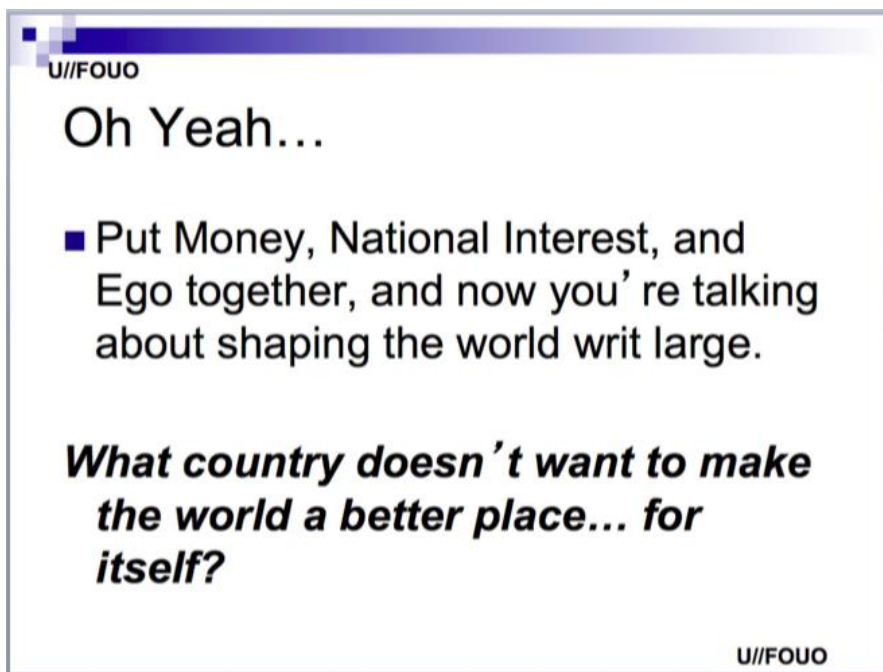 U//FOUO
Oh Yeah…
Put Money, National Interest, and
Ego together, and now you’re talking
about shaping the world writ large.
What country doesn’t want to make
the world a better place… for
itself?
U//FOUO